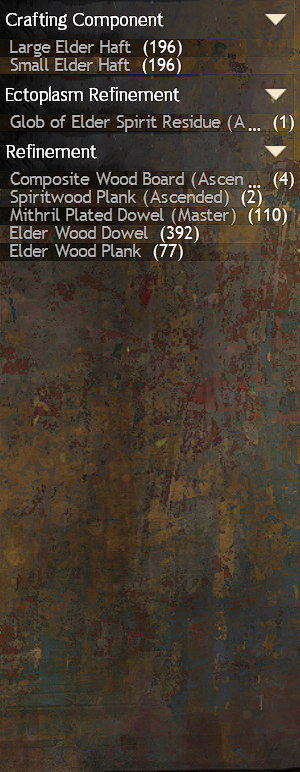 Crafting Component
Large Elder Haft (196)
Small Elder Haft (196)
Ectoplasm Refinement
Glob of Elder Spirit Residue (A... (1)
Refinement
Composite Wood Board (Ascen... (4)
Spiritwood Plank (Ascended) (2)
Mithril Plated Dowel (Master) (110)
Elder Wood Dowel (392)
Elder Wood Plank (77)